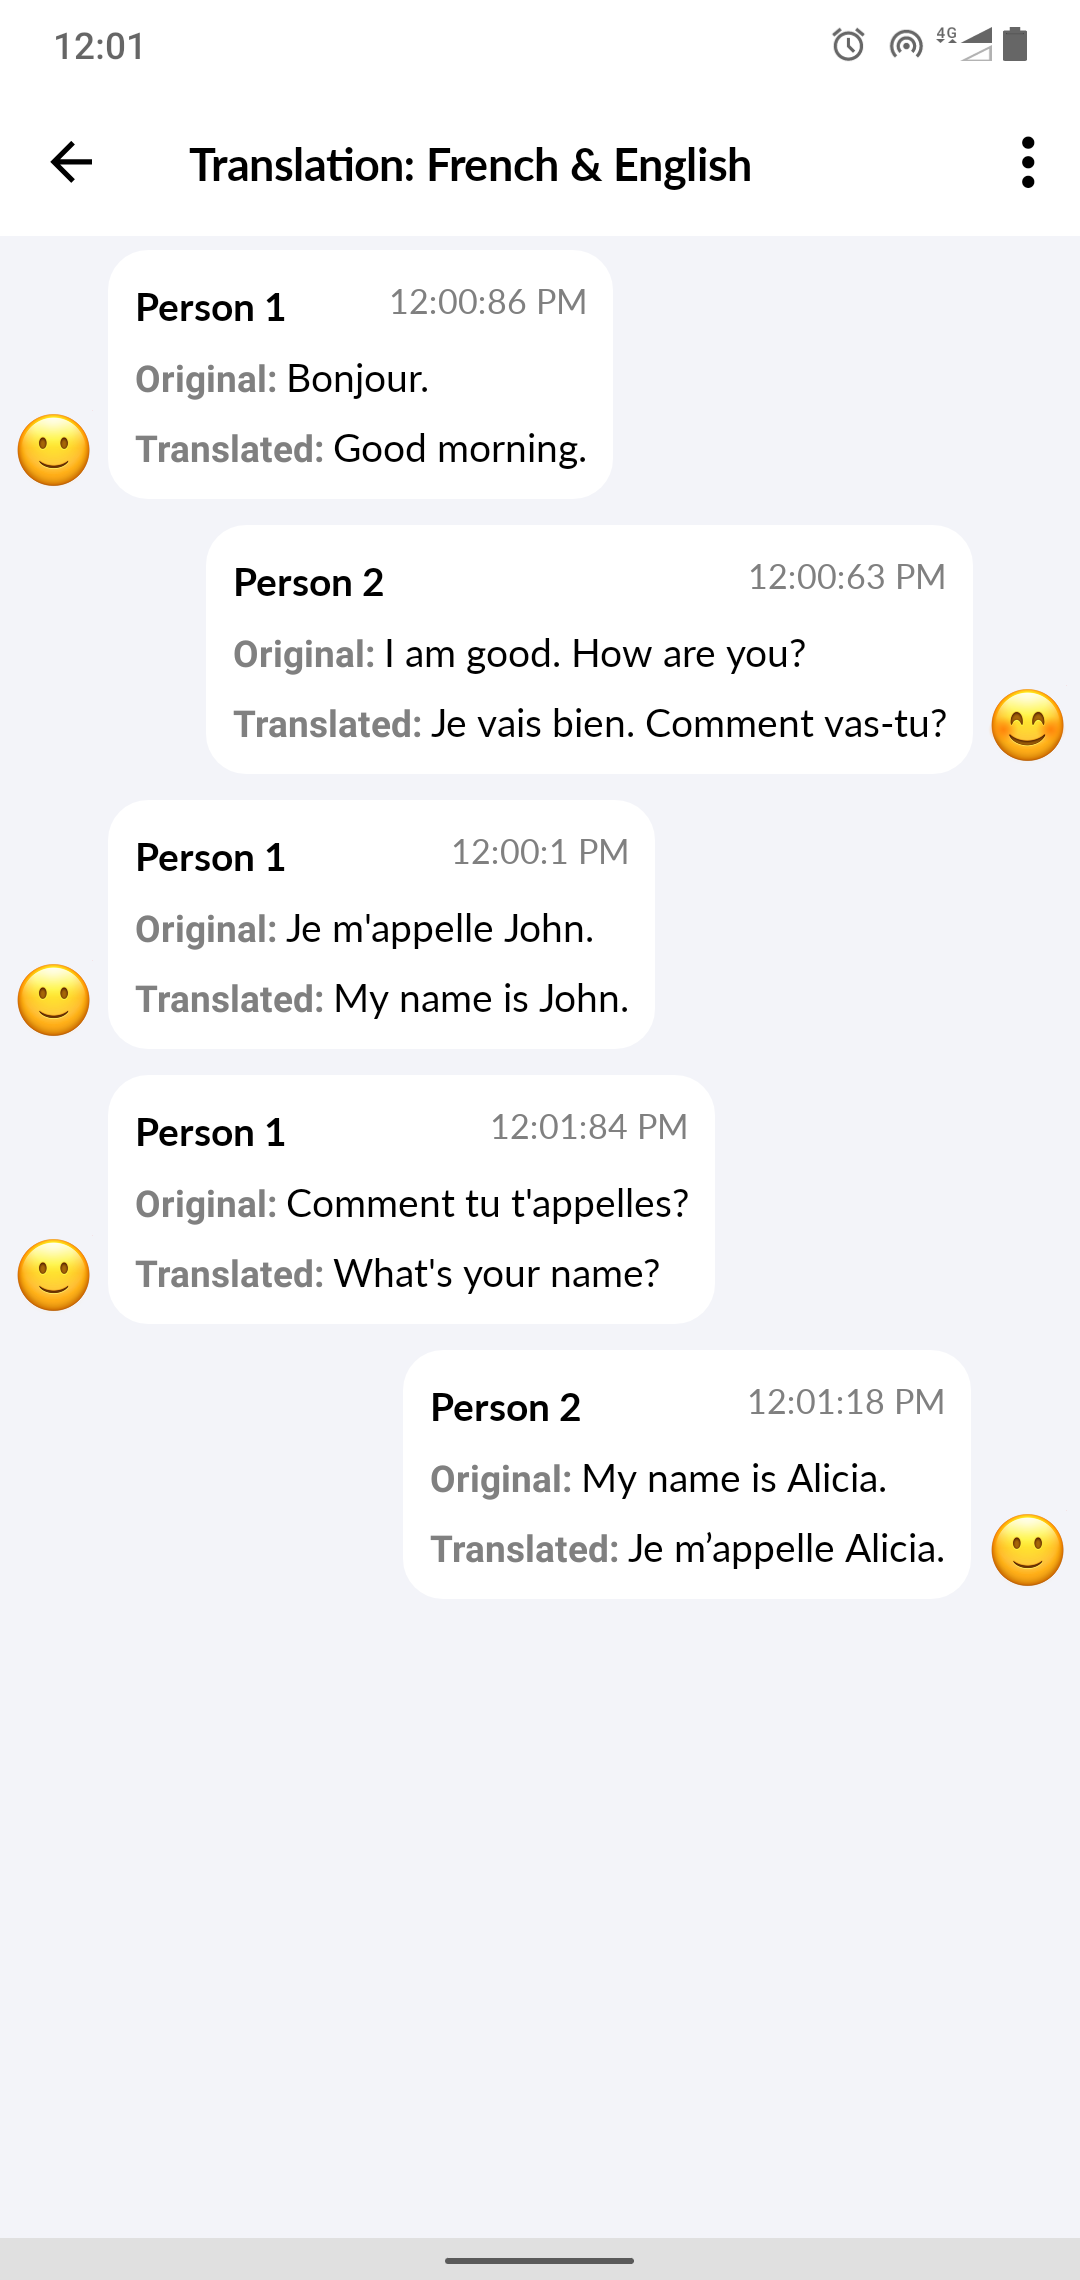 12:01
4G
Translation: French & English
Person 1 12:00:86 PM
Original: Bonjour.
Translated: Good morning.
Person 2 12:00:63 PM
Original: I am good. How are you?
Translated: Je vais bien. Comment vas-tu?
Person 1 12:00:1 PM
Original: Je m'appelle John.
Translated: My name is John.
Person 1 12:01:84 PM
Original: Comment tu t'appelles?
Translated: What's your name?
Person 2 12:01:18 PM
Original: My name is Alicia.
Translated: Je m’appelle Alicia.